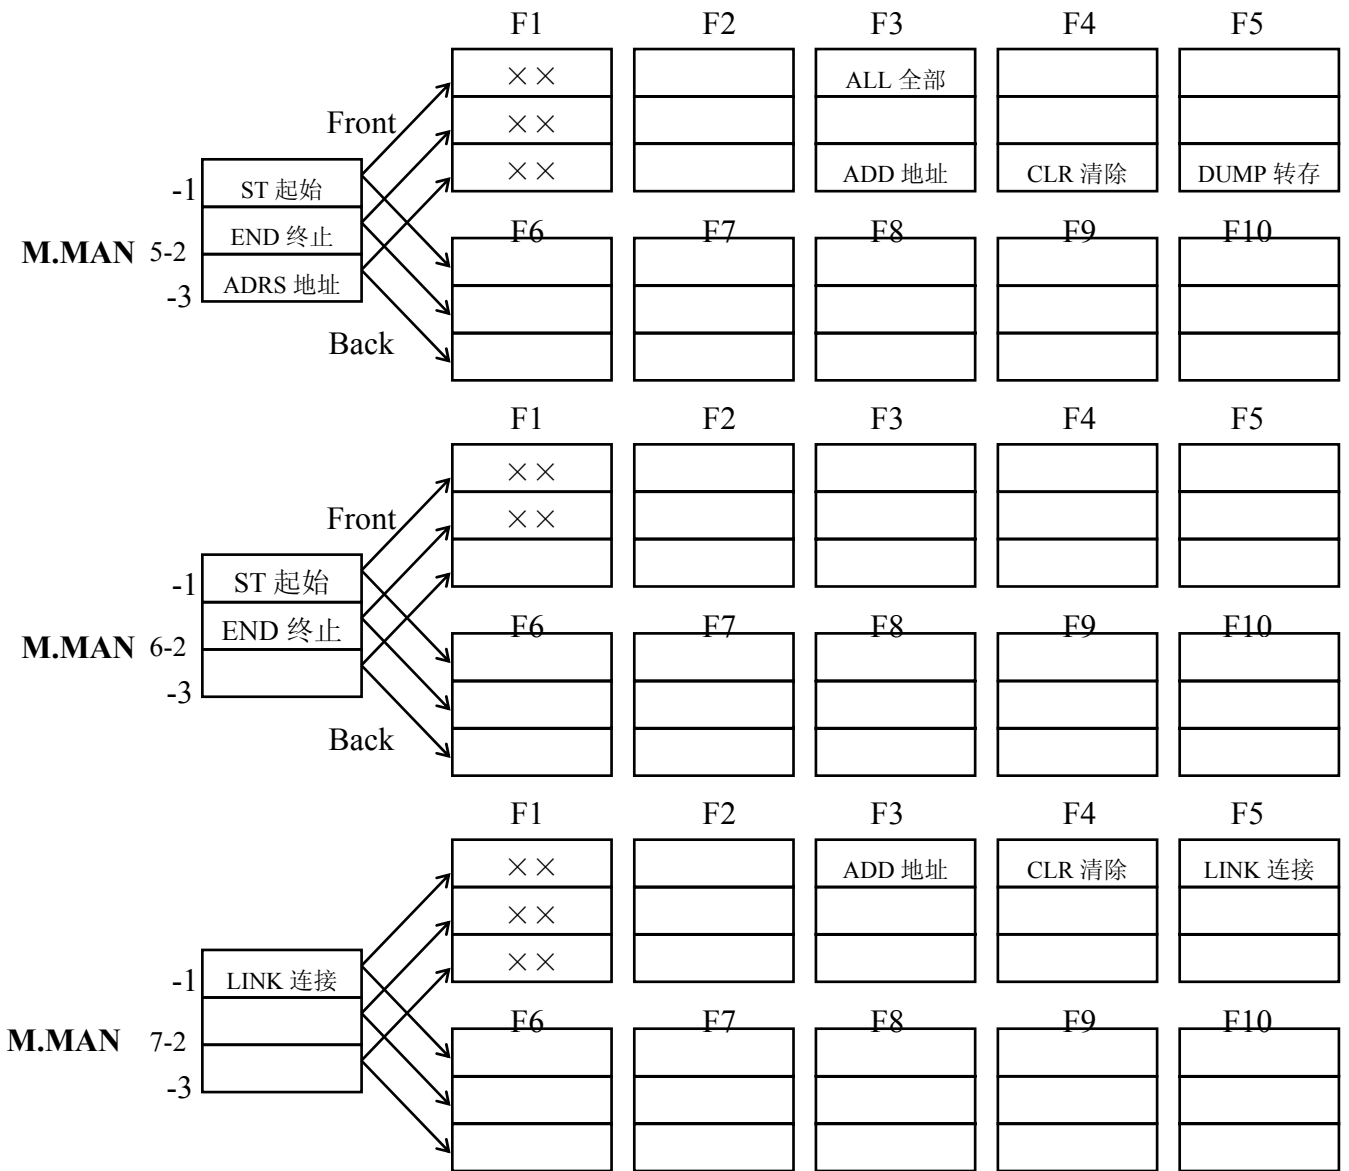 F1 F2 F3 F4 F5
×× ALL 全部
Front ××
-1 ST 起始 ×× ADD 地址 CLR 清除 DUMP 转存
M.MAN 5-2 END 终止 F6 F7 F8 F9 F10
-3 ADRS 地址
Back
F1 F2 F3 F4 F5
××
Front ××
-1 ST 起始
M.MAN 6-2 END 终止 F6 F7 F8 F9 F10
-3
Back
F1 F2 F3 F4 F5
×× ADD 地址 CLR 清除 LINK 连接
××
-1 LINK 连接 ××
M.MAN 7-2 F6 F7 F8 F9 F10
-3